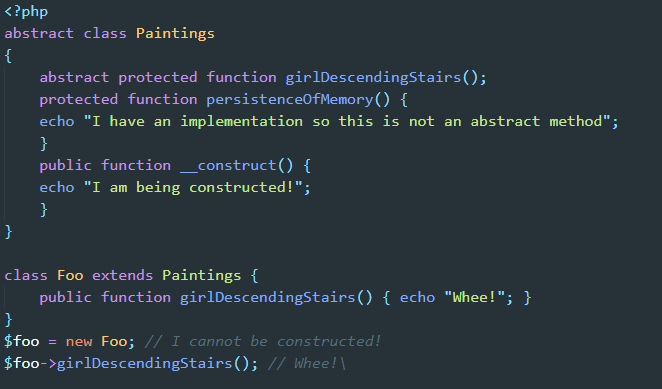 <?php
abstract class Paintings
{
    abstract protected function girlDescendingStairs();
    protected function persistenceOfMemory() {
    echo "I have an implementation so this is not an abstract method";
    }
    public function __construct() {
    echo "I am being constructed!";
    }
}

class Foo extends Paintings {
    public function girlDescendingStairs() { echo "Whee!"; }
}
$foo = new Foo; // I cannot be constructed!
$foo->girlDescendingStairs(); // Whee!\